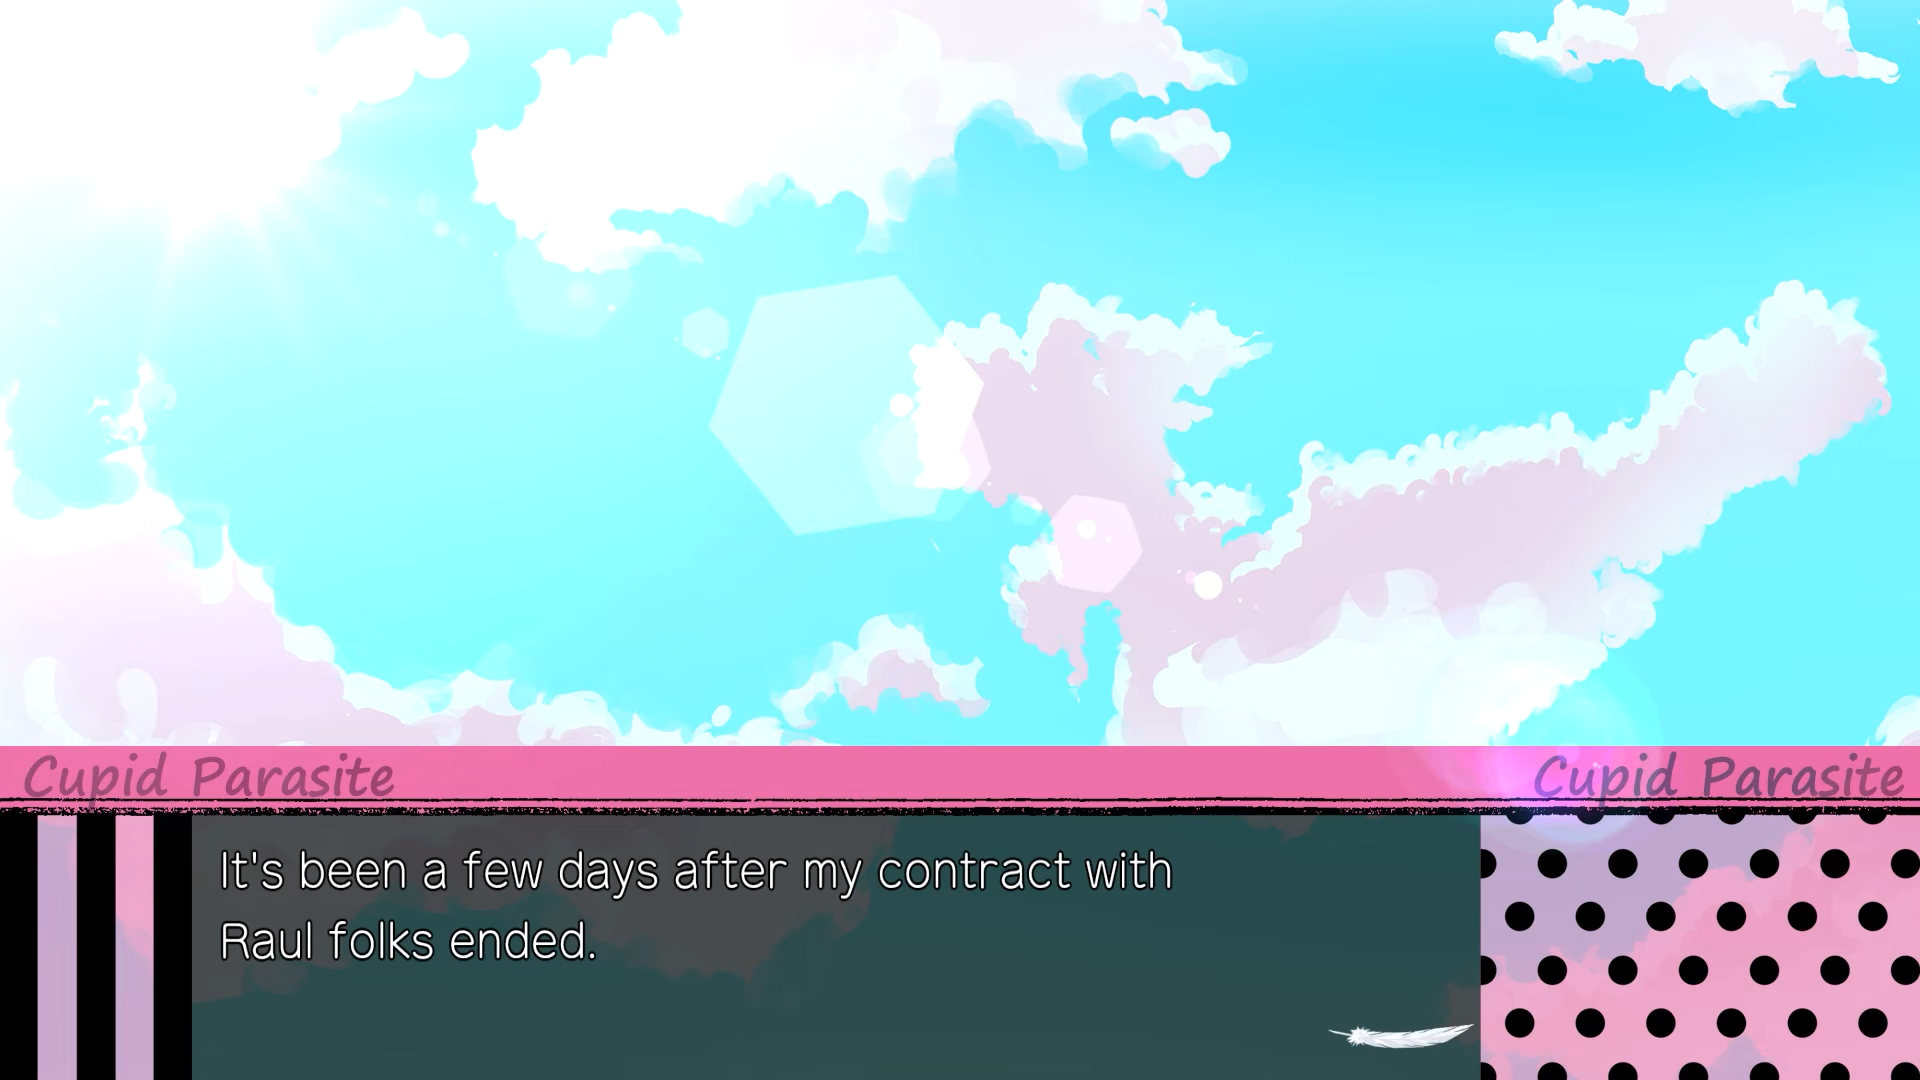 Cupid Parasite Cupid Parasite
It's been a few days after my contract with
Raul folks ended.